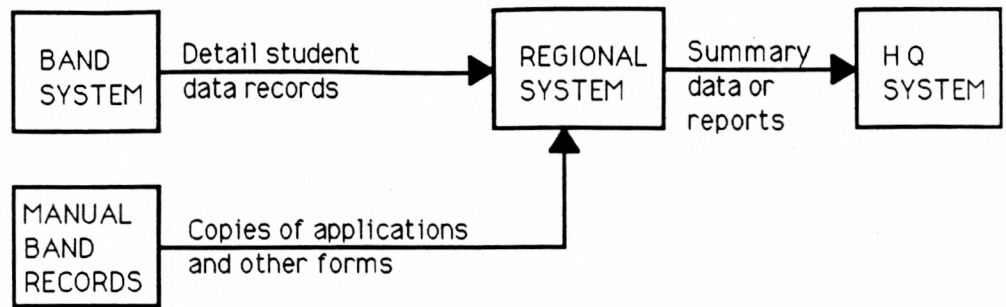 BAND
SYSTEM
Detail student
data records
REGIONAL
SYSTEM
Summary
data or
reports
H Q
SYSTEM
MANUAL
BAND
RECORDS
Copies of applications
and other forms